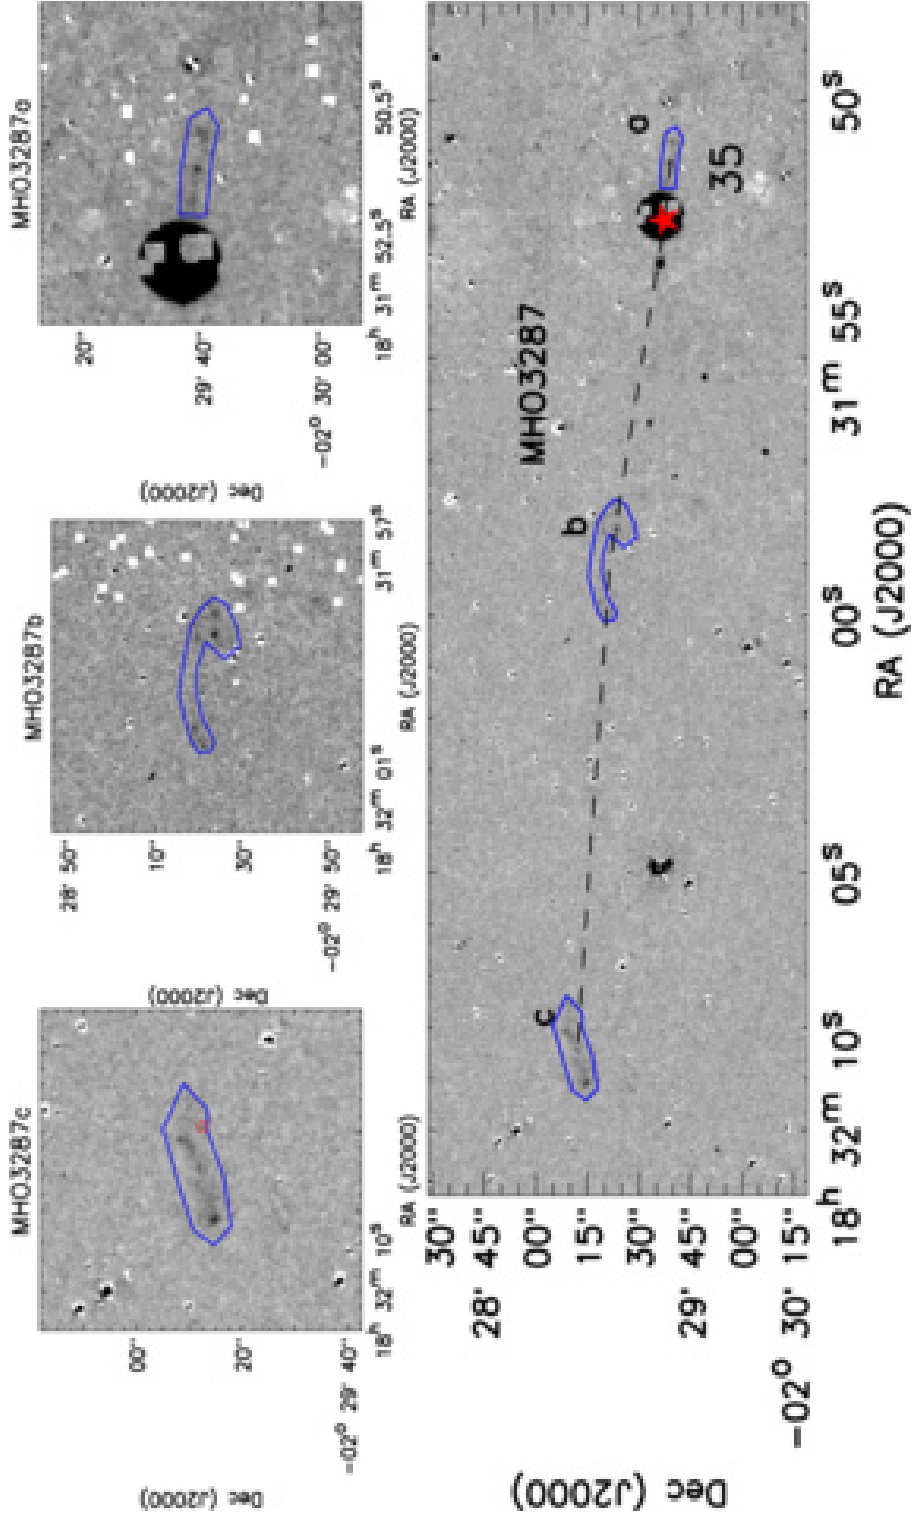 MHO3287c
Dec (J2000)
00"
20"
-02° 29' 40"
18ʰ 32ᵐ 10ˢ
RA (J2000)
MHO3287b
Dec (J2000)
28' 50"
10"
30"
-02° 29' 50"
18ʰ 32ᵐ 01ˢ 31ᵐ 57ˢ
RA (J2000)
MHO3287a
Dec (J2000)
20"
29' 40"
-02° 30' 00"
18ʰ 31ᵐ 52.5ˢ 50.5ˢ
RA (J2000)
Dec (J2000)
30"
28' 45"
00"
15"
30"
29' 45"
00"
-02° 30' 15"
MHO3287
c
b
a
35
18ʰ 32ᵐ 10ˢ 05ˢ 00ˢ 31ᵐ 55ˢ 50ˢ
RA (J2000)